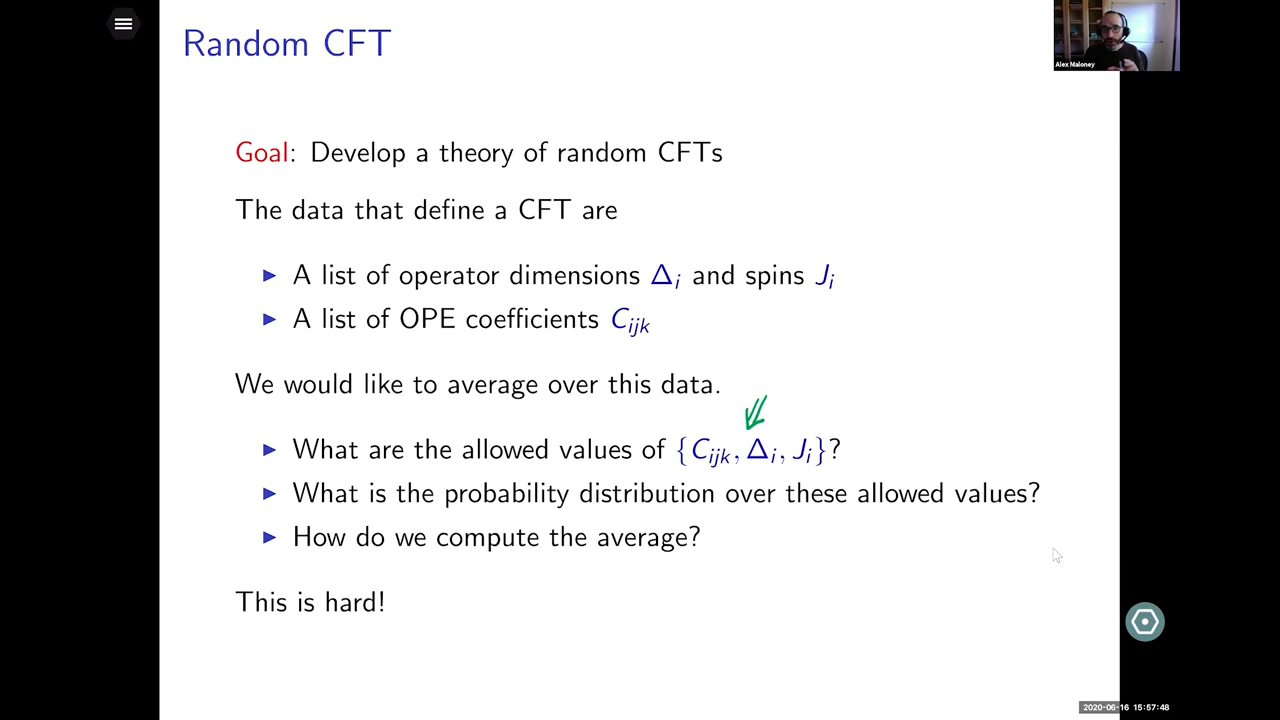 Random CFT
Alex Maloney
Goal: Develop a theory of random CFTs
The data that define a CFT are
▶ A list of operator dimensions Δ_i and spins J_i
▶ A list of OPE coefficients C_ijk
We would like to average over this data.
▶ What are the allowed values of {C_ijk, Δ_i, J_i}?
▶ What is the probability distribution over these allowed values?
▶ How do we compute the average?
This is hard!
2020-06-16 15:57:48